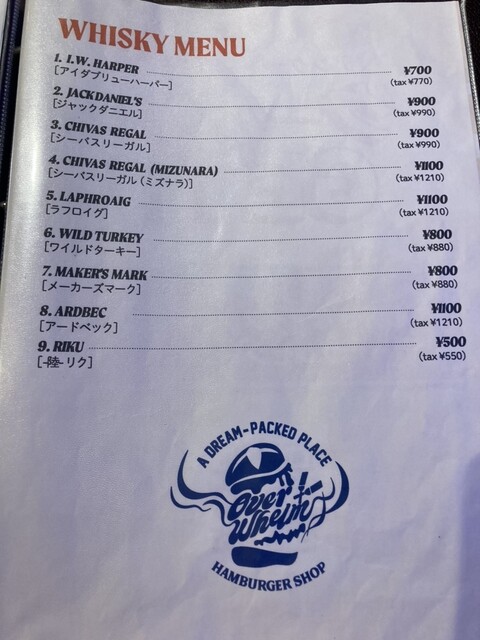 WHISKY MENU
1. I.W. HARPER ¥700
[アイダブリューハーパー] (tax ¥770)
2. JACK DANIEL'S ¥900
[ジャックダニエル] (tax ¥990)
3. CHIVAS REGAL ¥900
[シーバスリーガル] (tax ¥990)
4. CHIVAS REGAL (MIZUNARA) ¥1100
[シーバスリーガル (ミズナラ)] (tax ¥1210)
5. LAPHROAIG ¥1100
[ラフロイグ] (tax ¥1210)
6. WILD TURKEY ¥800
[ワイルドターキー] (tax ¥880)
7. MAKER'S MARK ¥800
[メーカーズマーク] (tax ¥880)
8. ARDBEC ¥1100
[アードベック] (tax ¥1210)
9. RIKU ¥500
[-陸- リク] (tax ¥550)
A DREAM-PACKED PLACE
Over
Whelm
HAMBURGER SHOP